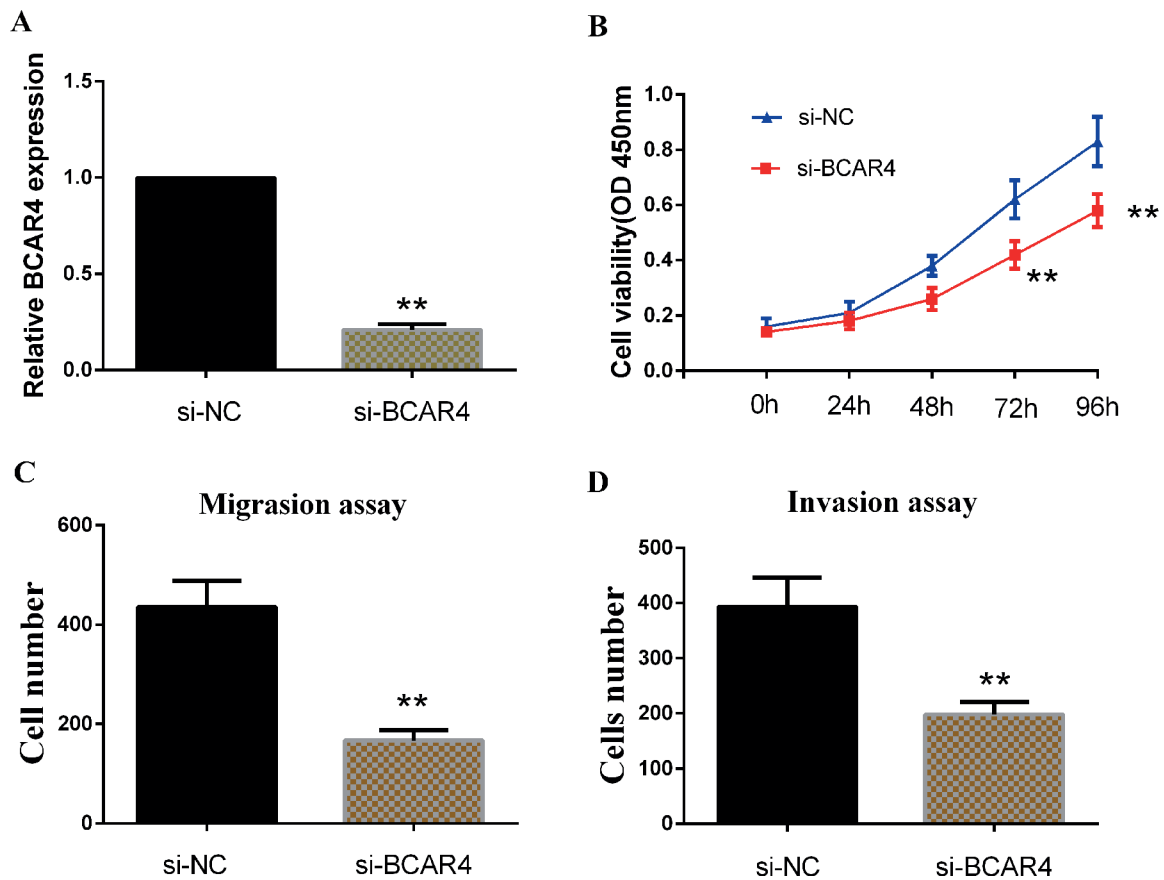 A
Relative BCAR4 expression
1.5
1.0
0.5
0.0
**
si-NC
si-BCAR4
B
Cell viability(OD 450nm
1.0
0.8
0.6
0.4
0.2
0.0
si-NC
si-BCAR4
**
**
0h
24h
48h
72h
96h
C
Migrasion assay
Cell number
600
400
200
0
**
si-NC
si-BCAR4
D
Invasion assay
Cells number
500
400
300
200
100
0
**
si-NC
si-BCAR4